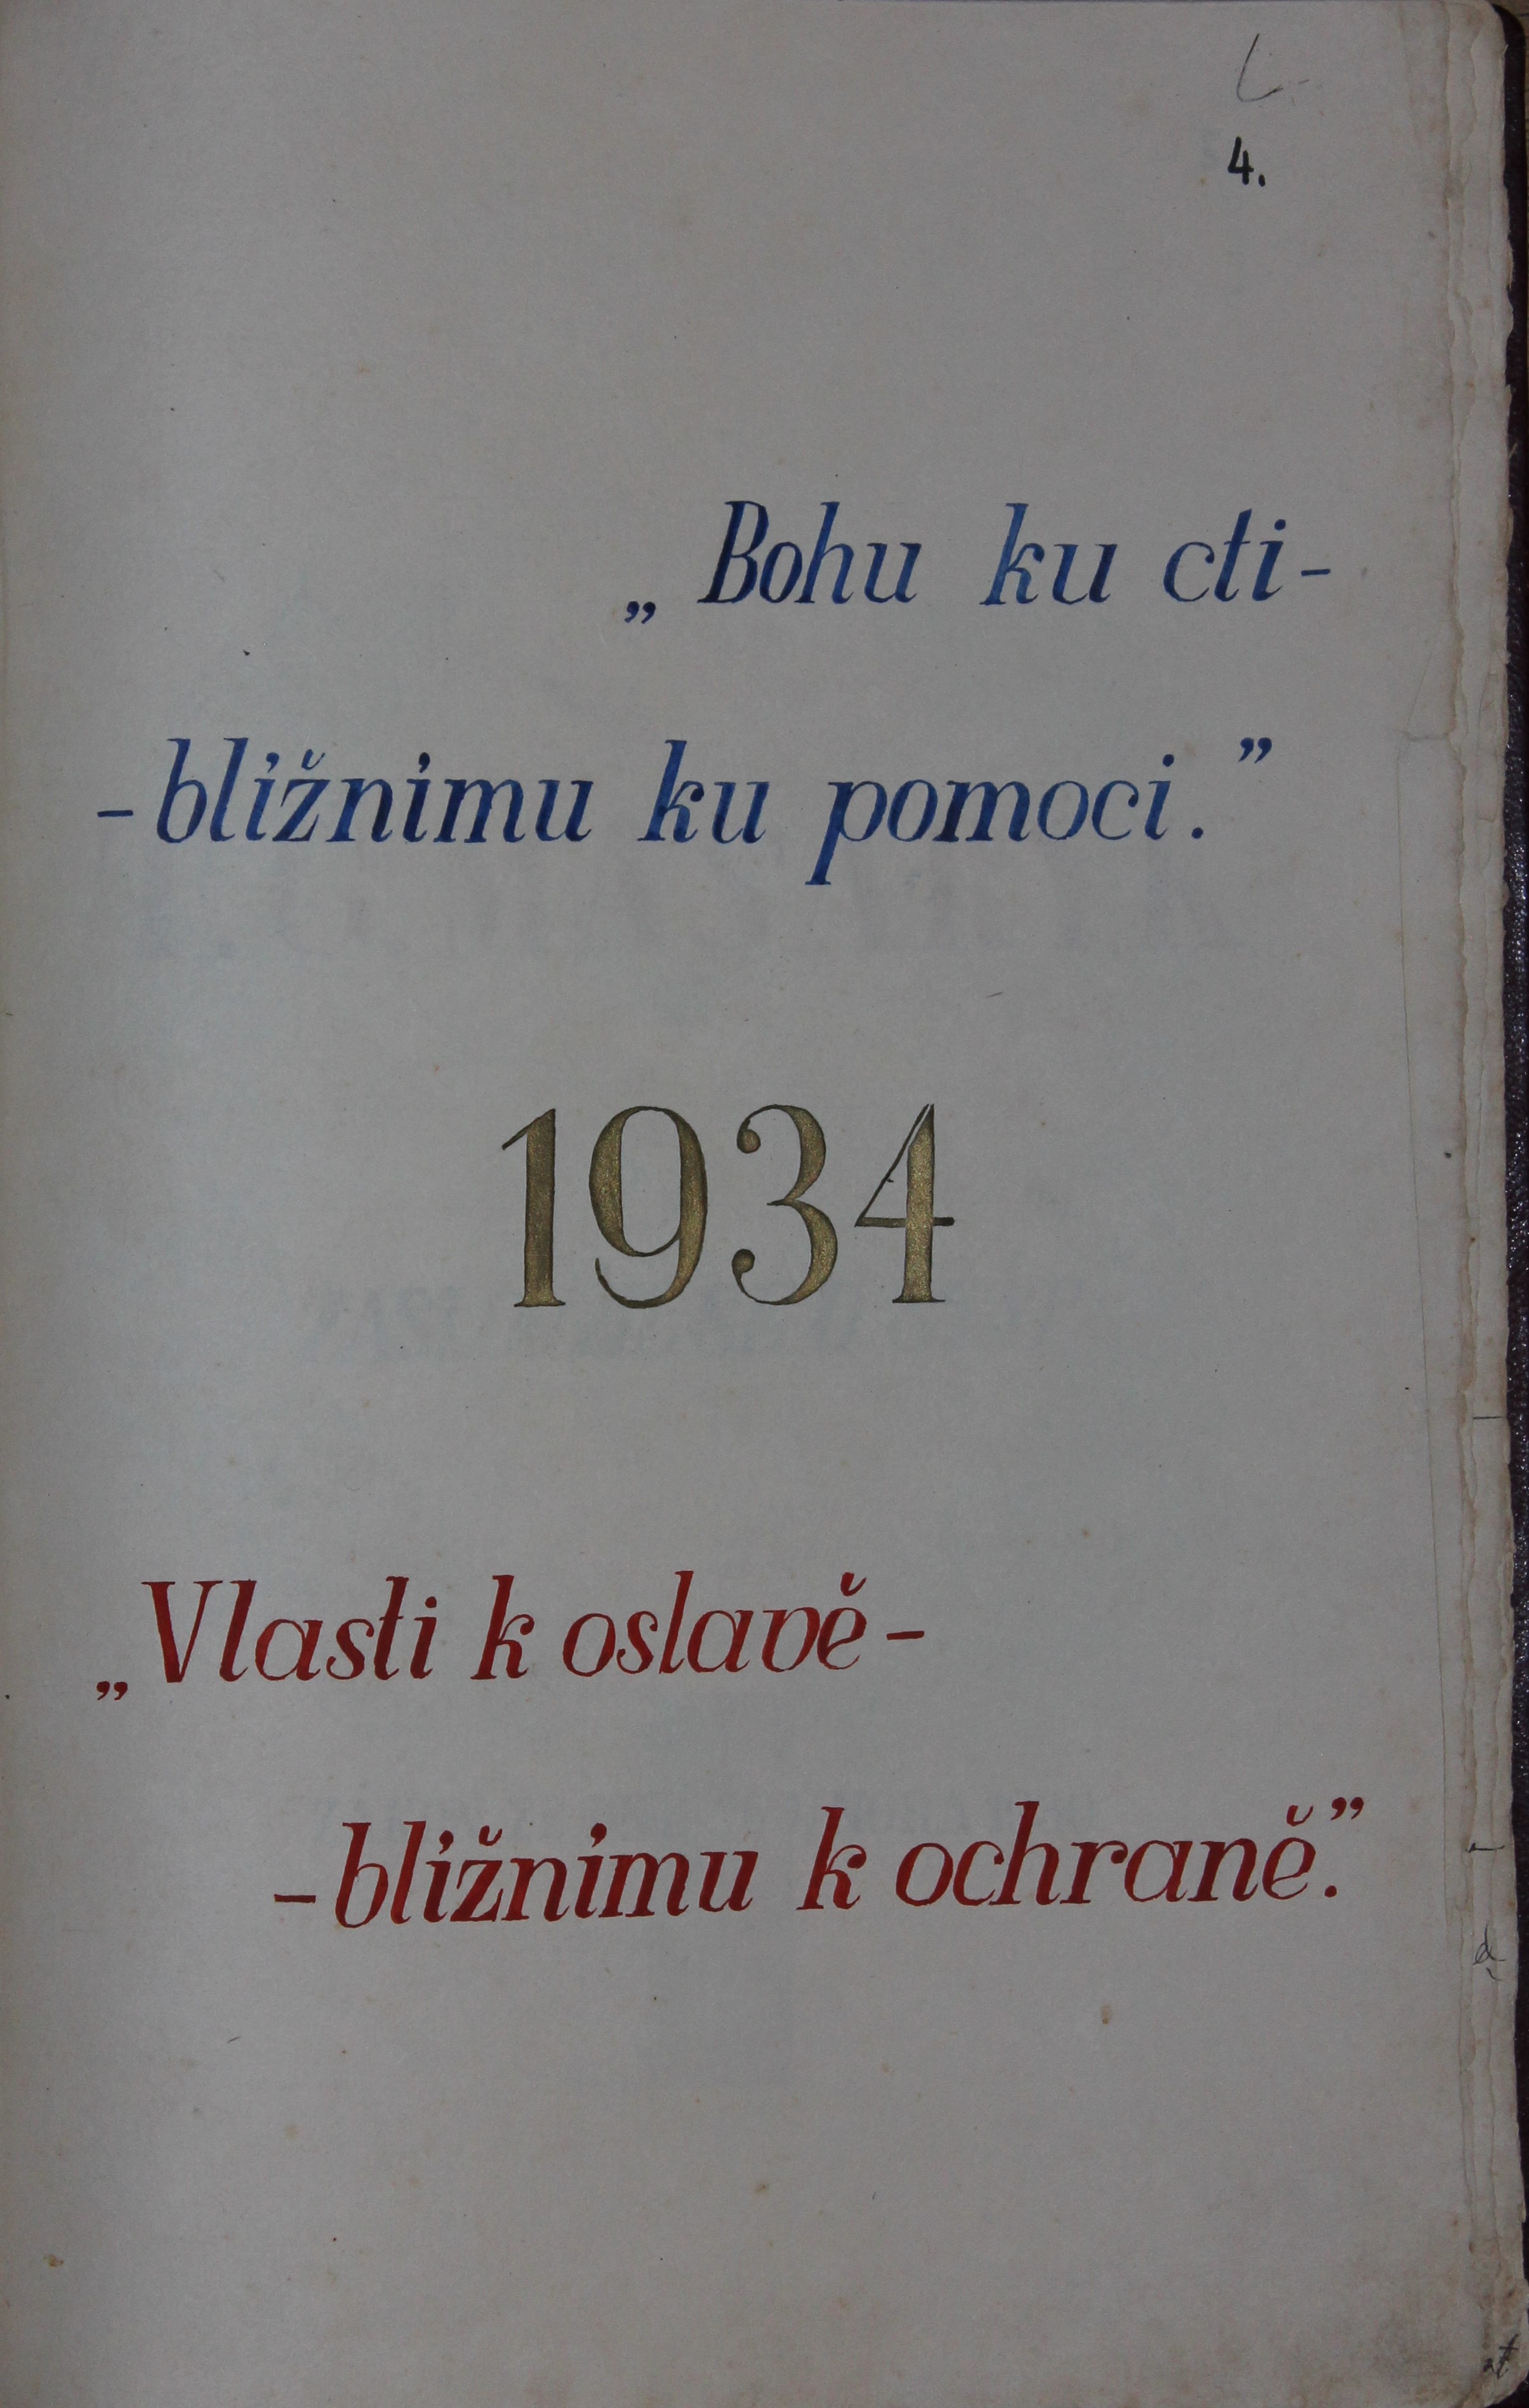 4.
„Bohu ku cti-
-bližnimu ku pomoci.”
1934
„Vlasti k oslavě-
-bližnimu k ochraně.”